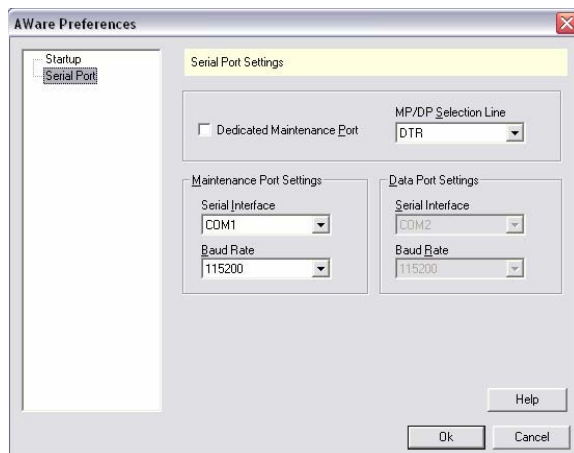 AWare Preferences
Startup
Serial Port
Serial Port Settings
MP/DP Selection Line
Dedicated Maintenance Port
DTR
Maintenance Port Settings
Data Port Settings
Serial Interface
Serial Interface
COM1
COM2
Baud Rate
Baud Rate
115200
115200
Help
Ok
Cancel